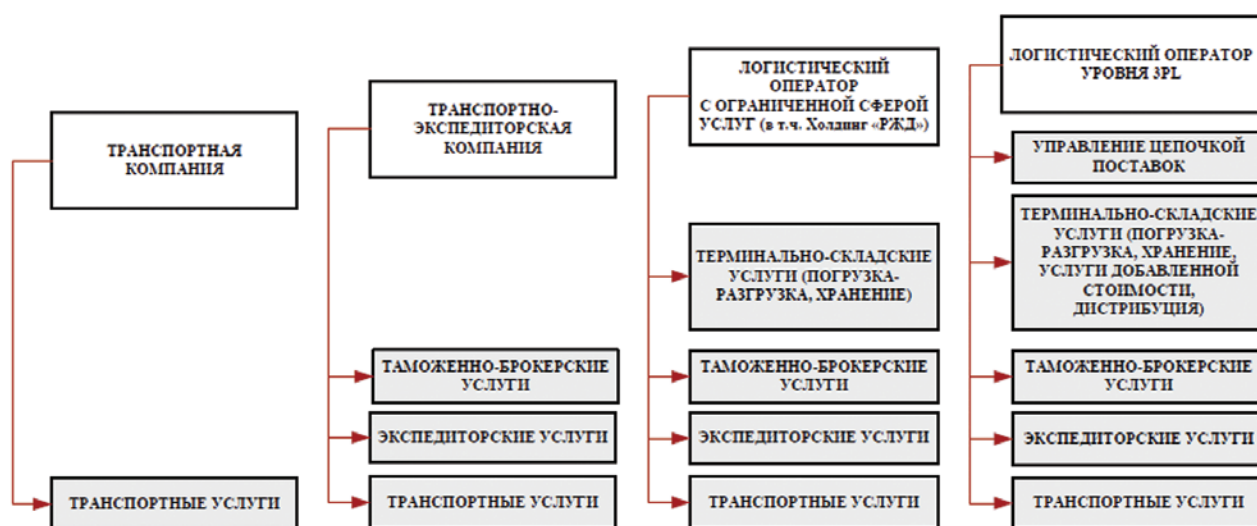 ТРАНСПОРТНАЯ
КОМПАНИЯ
ТРАНСПОРТНЫЕ УСЛУГИ
ТРАНСПОРТНО-
ЭКСПЕДИТОРСКАЯ
КОМПАНИЯ
ТАМОЖЕННО-БРОКЕРСКИЕ
УСЛУГИ
ЭКСПЕДИТОРСКИЕ УСЛУГИ
ТРАНСПОРТНЫЕ УСЛУГИ
ЛОГИСТИЧЕСКИЙ
ОПЕРАТОР
С ОГРАНИЧЕННОЙ СФЕРОЙ
УСЛУГ (в т.ч. Холдинг «РЖД»)
ТЕРМИНАЛЬНО-СКЛАДСКИЕ
УСЛУГИ (ПОГРУЗКА-
РАЗГРУЗКА, ХРАНЕНИЕ)
ТАМОЖЕННО-БРОКЕРСКИЕ
УСЛУГИ
ЭКСПЕДИТОРСКИЕ УСЛУГИ
ТРАНСПОРТНЫЕ УСЛУГИ
ЛОГИСТИЧЕСКИЙ ОПЕРАТОР
УРОВНЯ 3PL
УПРАВЛЕНИЕ ЦЕПОЧКОЙ
ПОСТАВОК
ТЕРМИНАЛЬНО-СКЛАДСКИЕ
УСЛУГИ (ПОГРУЗКА-
РАЗГРУЗКА, ХРАНЕНИЕ,
УСЛУГИ ДОБАВЛЕННОЙ
СТОИМОСТИ,
ДИСТРИБУЦИЯ)
ТАМОЖЕННО-БРОКЕРСКИЕ
УСЛУГИ
ЭКСПЕДИТОРСКИЕ УСЛУГИ
ТРАНСПОРТНЫЕ УСЛУГИ